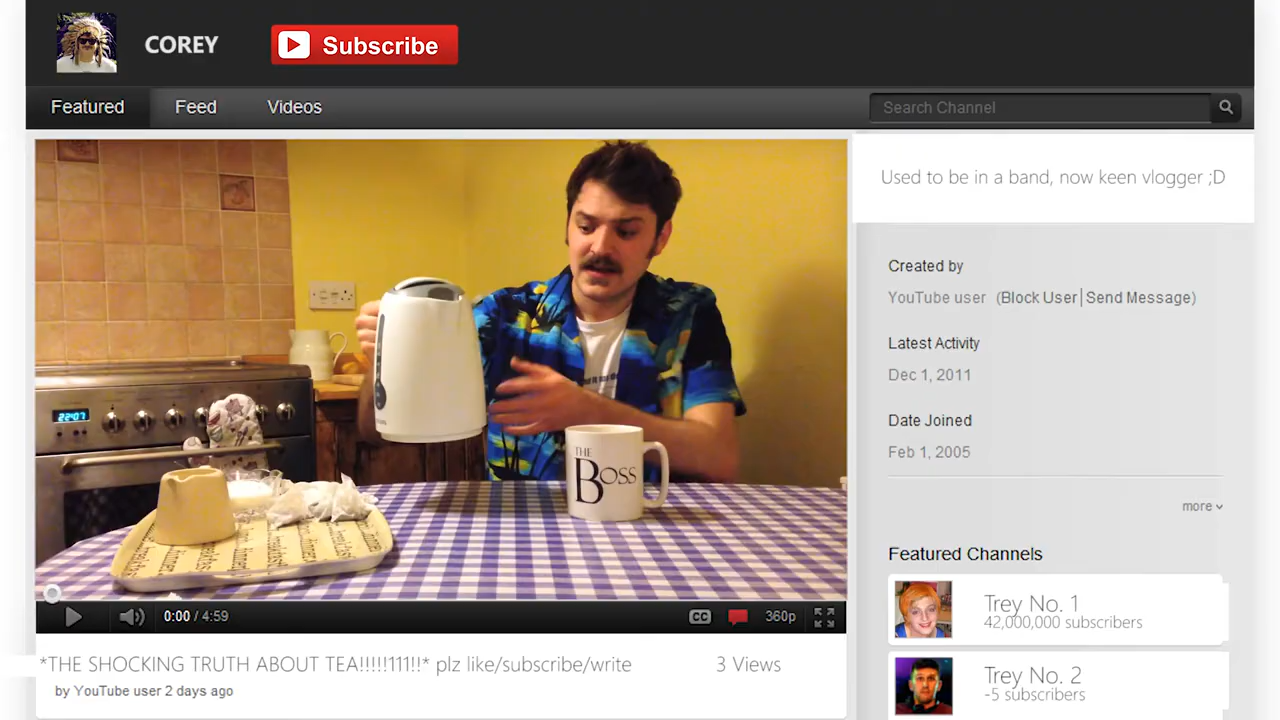 COREY
Subscribe
Featured Feed Videos
Search Channel
Used to be in a band, now keen vlogger ;D
Created by
YouTube user (Block User|Send Message)
Latest Activity
Dec 1, 2011
Date Joined
Feb 1, 2005
more
22:07
THE
BOSS
0:00 / 4:59
CC
360p
*THE SHOCKING TRUTH ABOUT TEA!!!!!111!!* plz like/subscribe/write 3 Views
by YouTube user 2 days ago
Featured Channels
Trey No. 1
42,000,000 subscribers
Trey No. 2
-5 subscribers